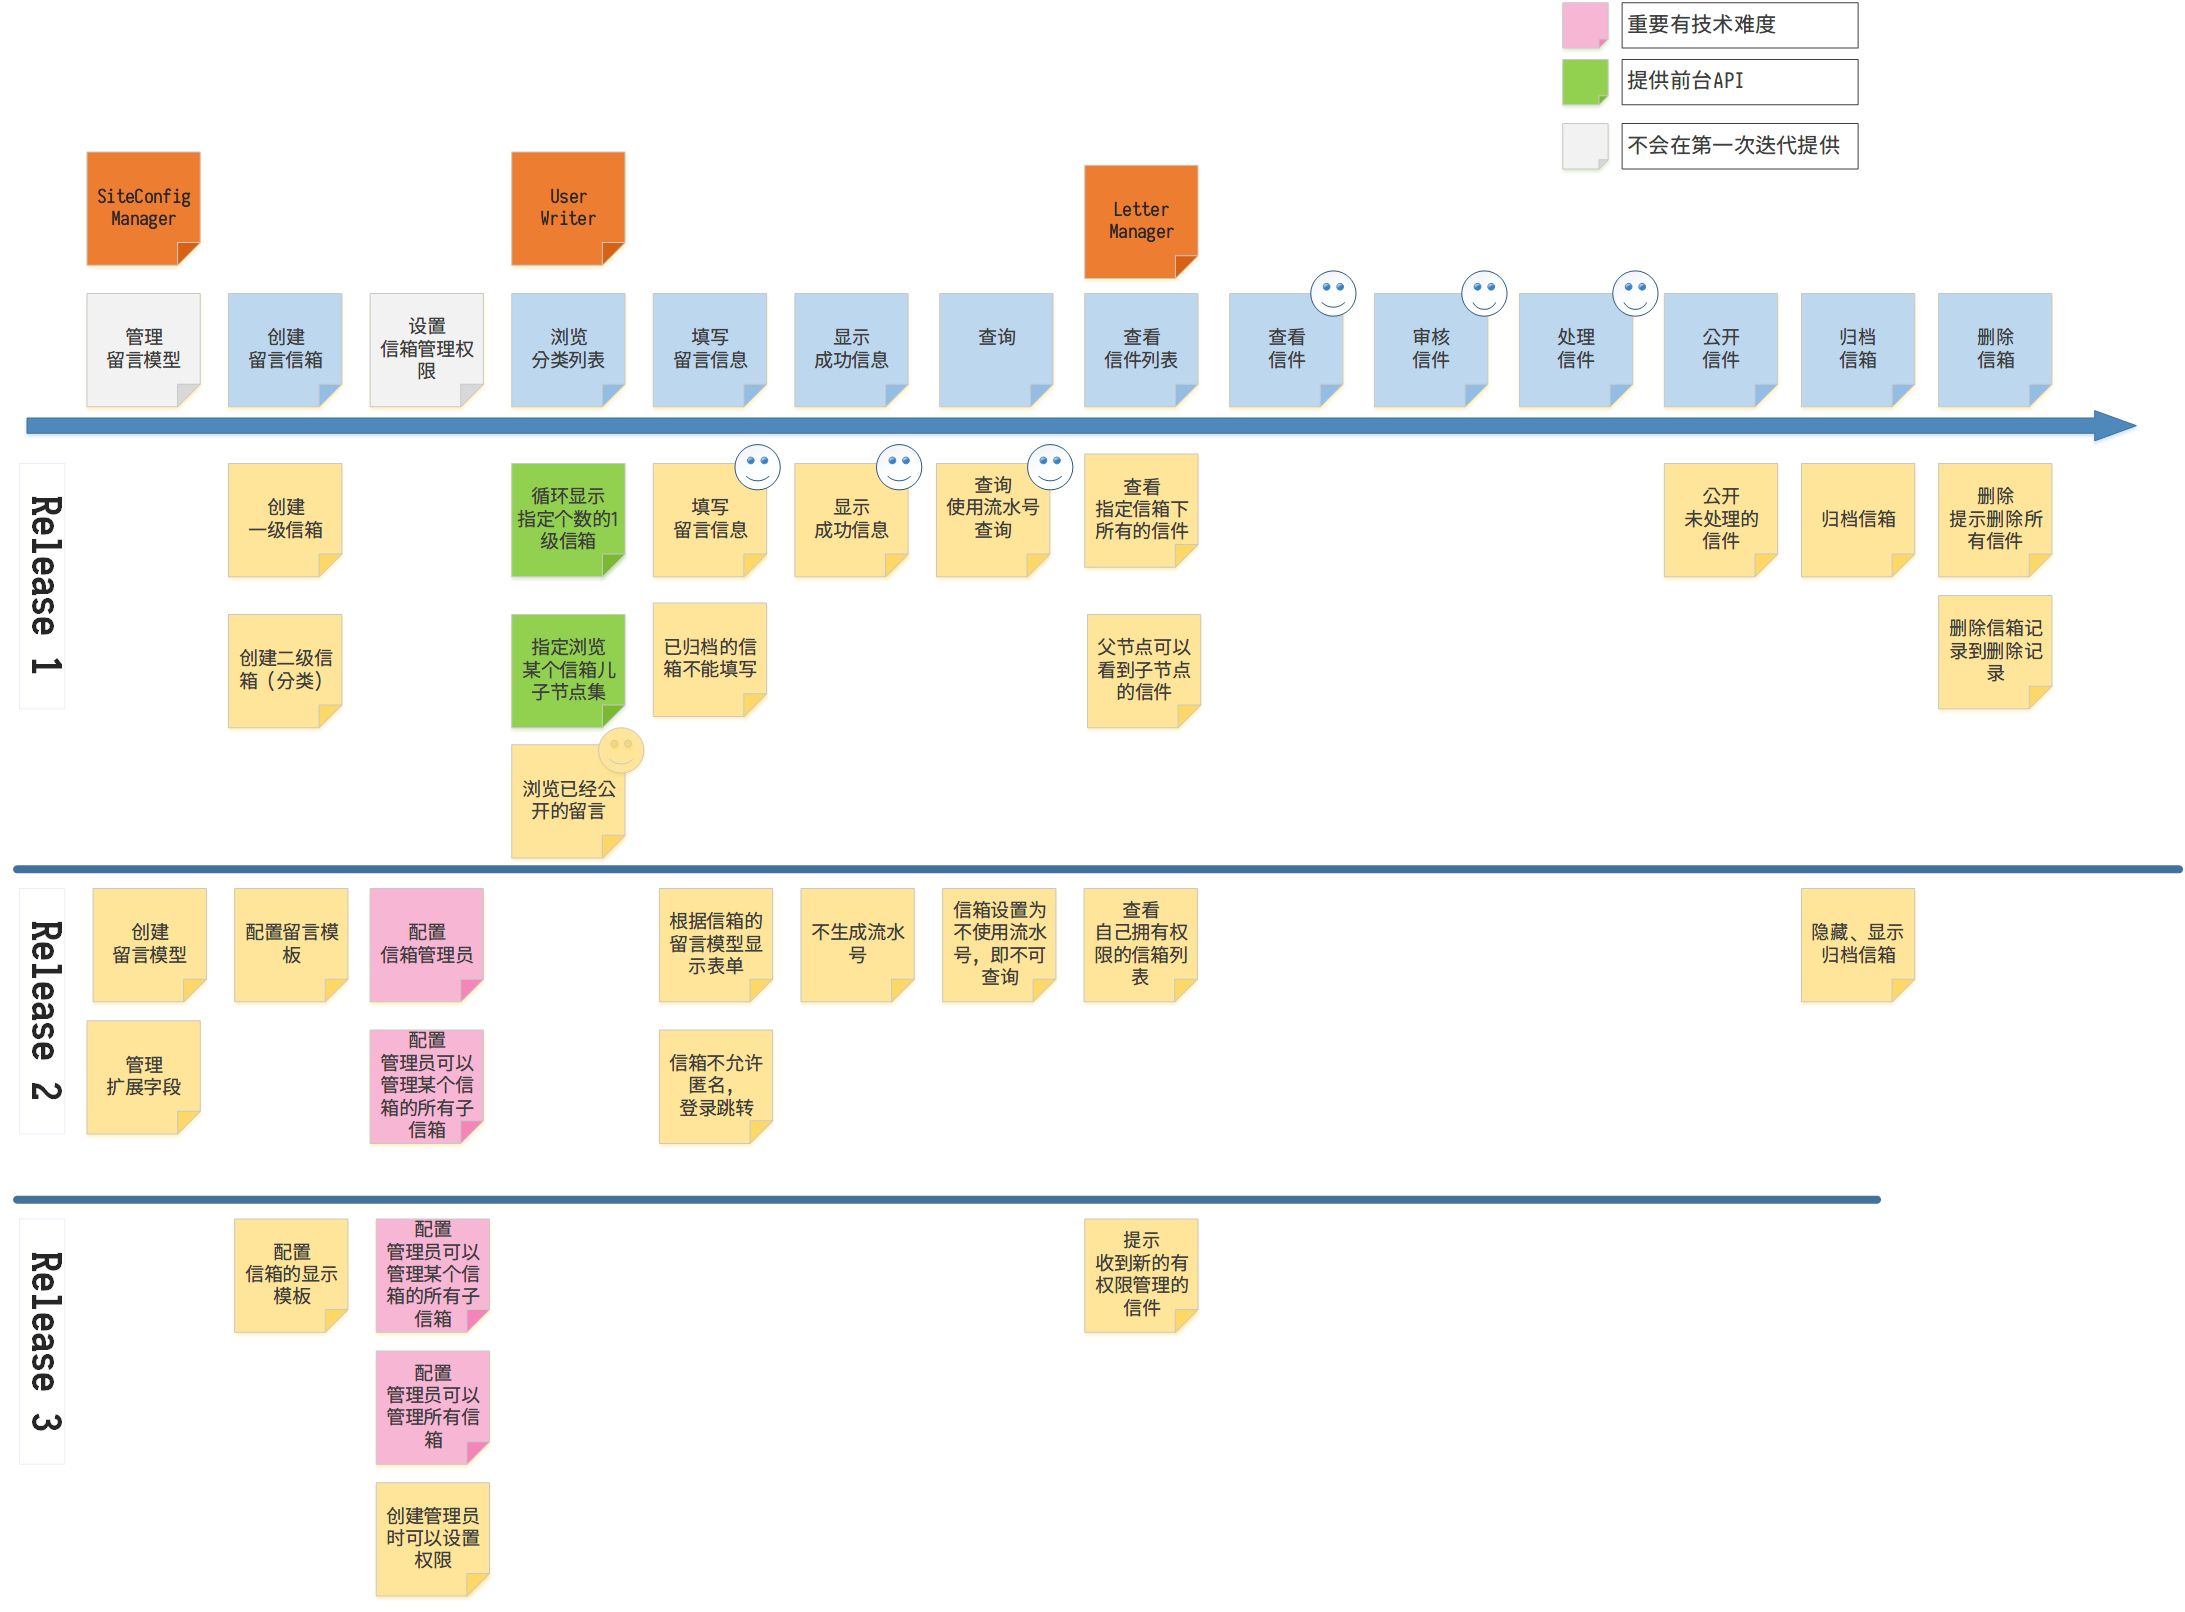 重要有技术难度
提供前台API
不会在第一次迭代提供
SiteConfig
Manager
User
Writer
Letter
Manager
管理
留言模型
创建
留言信箱
设置
信箱管理权
限
浏览
分类列表
填写
留言信息
显示
成功信息
查询
查看
信件列表
查看
信件
审核
信件
处理
信件
公开
信件
归档
信箱
删除
信箱
Release 1
创建
一级信箱
循环显示
指定个数的1
级信箱
填写
留言信息
显示
成功信息
查询
使用流水号
查询
查看
指定信箱下
所有的信件
公开
未处理的
信件
归档信箱
删除
提示删除所
有信件
创建二级信
箱（分类）
指定浏览
某个信箱儿
子节点集
已归档的信
箱不能填写
父节点可以
看到子节点
的信件
删除信箱记
录到删除记
录
浏览已经公
开的留言
Release 2
创建
留言模型
配置留言模
板
配置
信箱管理员
根据信箱的
留言模型显
示表单
不生成流水
号
信箱设置为
不使用流水
号，即不可
查询
查看
自己拥有权
限的信箱列
表
隐藏、显示
归档信箱
管理
扩展字段
配置
管理员可以
管理某个信
箱的所有子
信箱
信箱不允许
匿名，
登录跳转
Release 3
配置
信箱的显示
模板
配置
管理员可以
管理某个信
箱的所有子
信箱
提示
收到新的有
权限管理的
信件
配置
管理员可以
管理所有信
箱
创建管理员
时可以设置
权限